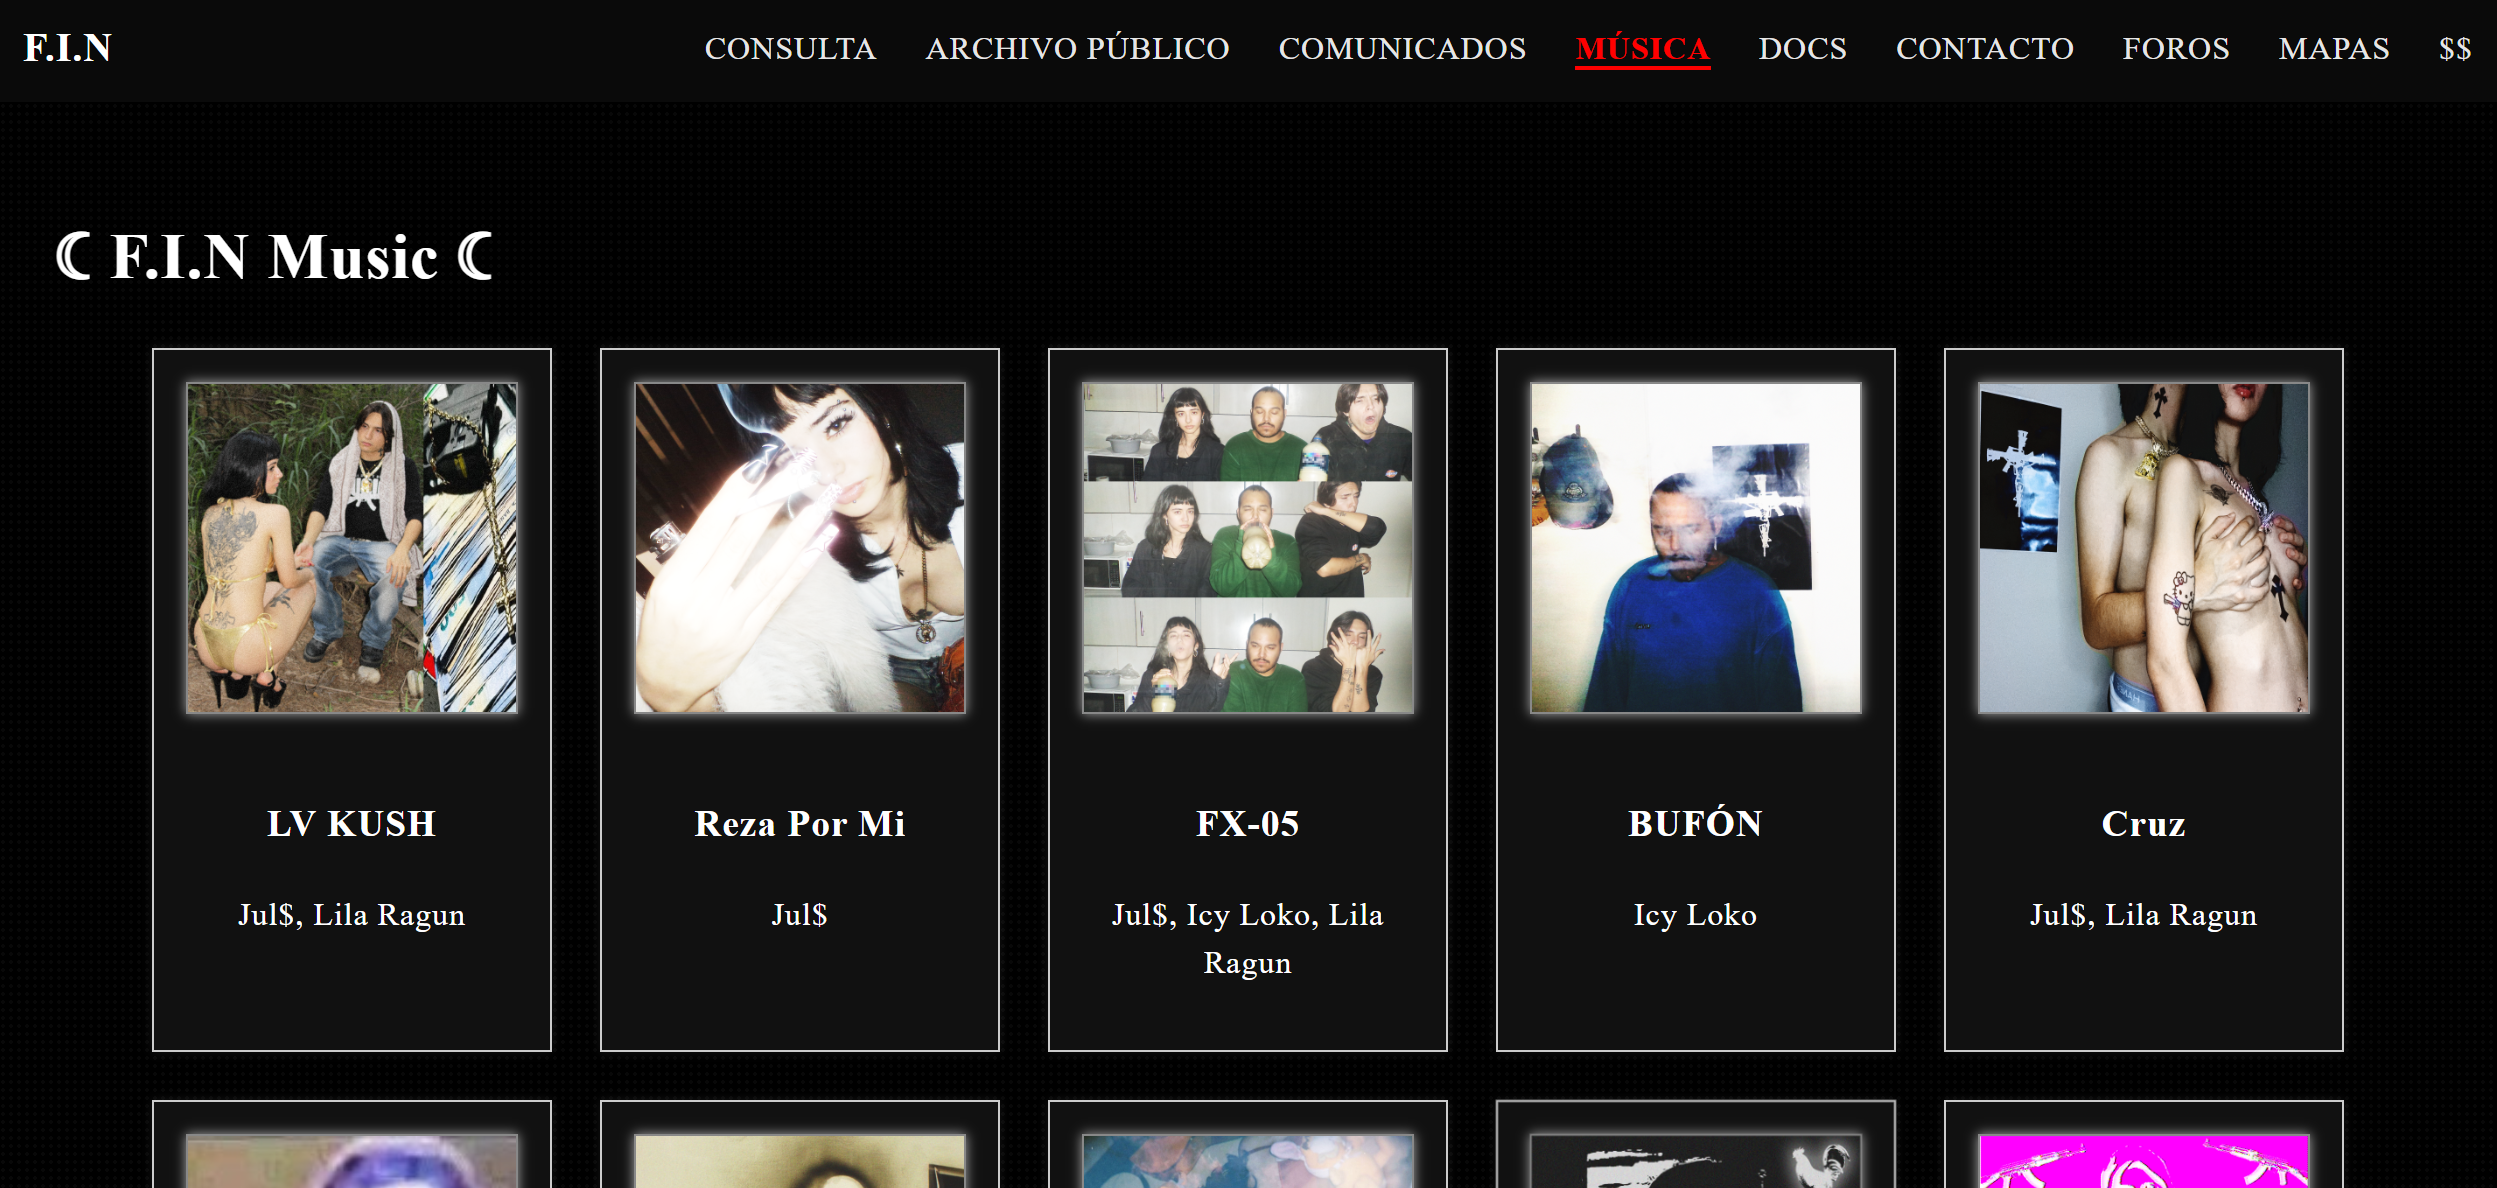 F.I.N
CONSULTA ARCHIVO PÚBLICO COMUNICADOS MÚSICA DOCS CONTACTO FOROS MAPAS $$
☾ F.I.N Music ☾
LV KUSH
Jul$, Lila Ragun
Reza Por Mi
Jul$
FX-05
Jul$, Icy Loko, Lila
Ragun
BUFÓN
Icy Loko
Cruz
Jul$, Lila Ragun